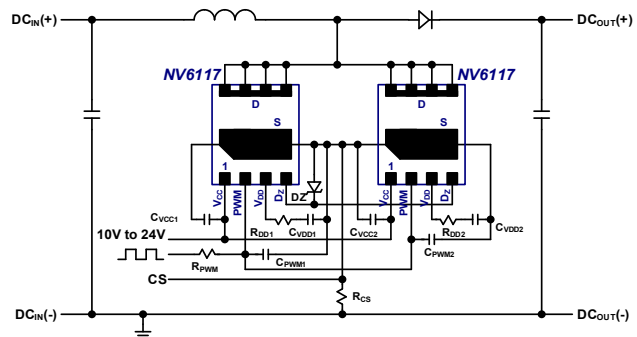 DCIN(+)
DCOUT(+)
NV6117
NV6117
D
D
S
S
1
1
VCC
PWM
VDD
DZ
DZ
VCC
PWM
VDD
DZ
CVCC1
RDD1
CVDD1
CVCC2
RDD2
CVDD2
10V to 24V
RPWM
CPWM1
CPWM2
CS
RCS
DCIN(-)
DCOUT(-)